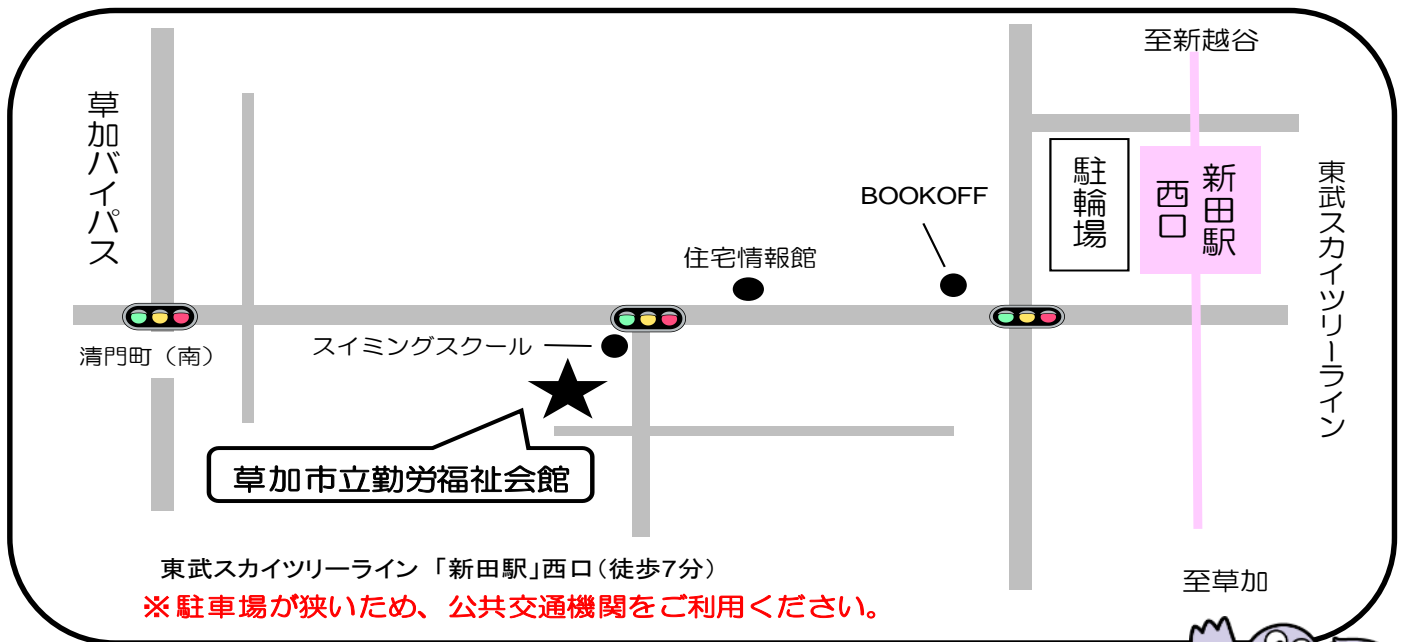 至新越谷
草加バイパス
駐輪場
新田駅
西口
東武スカイツリーライン
BOOKOFF
住宅情報館
清門町（南）
スイミングスクール
草加市立勤労福祉会館
東武スカイツリーライン 「新田駅」西口（徒歩7分）
至草加
※駐車場が狭いため、公共交通機関をご利用ください。